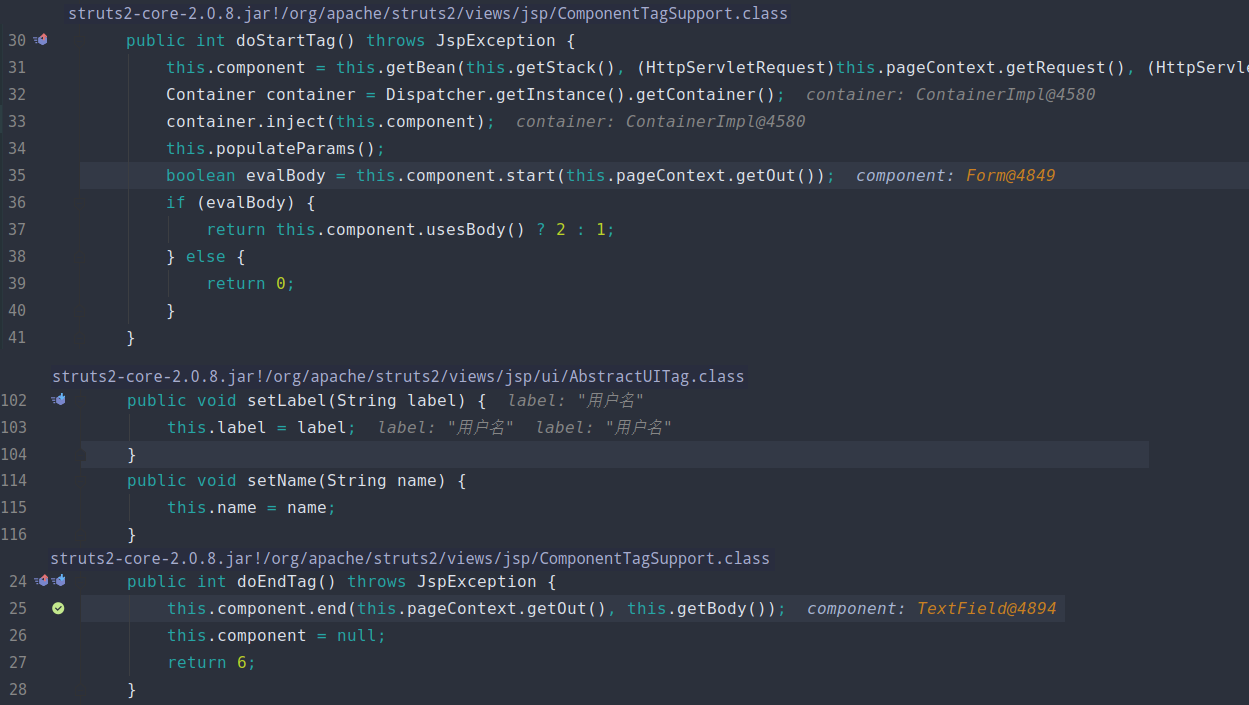 struts2-core-2.0.8.jar!/org/apache/struts2/views/jsp/ComponentTagSupport.class
30 public int doStartTag() throws JspException {
31 this.component = this.getBean(this.getStack(), (HttpServletRequest)this.pageContext.getRequest(), (HttpServl
32 Container container = Dispatcher.getInstance().getContainer(); container: ContainerImpl@4580
33 container.inject(this.component); container: ContainerImpl@4580
34 this.populateParams();
35 boolean evalBody = this.component.start(this.pageContext.getOut()); component: Form@4849
36 if (evalBody) {
37 return this.component.usesBody() ? 2 : 1;
38 } else {
39 return 0;
40 }
41 }
struts2-core-2.0.8.jar!/org/apache/struts2/views/jsp/ui/AbstractUITag.class
102 public void setLabel(String label) { label: "用户名"
103 this.label = label; label: "用户名" label: "用户名"
104 }
114 public void setName(String name) {
115 this.name = name;
116 }
struts2-core-2.0.8.jar!/org/apache/struts2/views/jsp/ComponentTagSupport.class
24 public int doEndTag() throws JspException {
25 this.component.end(this.pageContext.getOut(), this.getBody()); component: TextField@4894
26 this.component = null;
27 return 6;
28 }